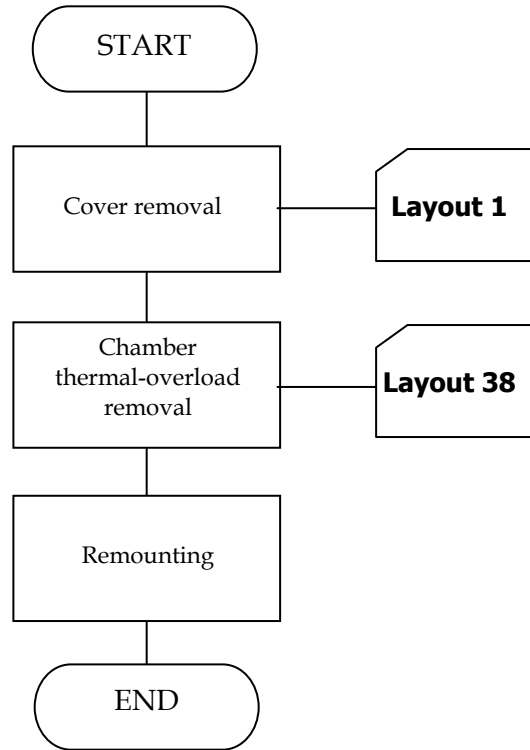 START
Cover removal
Layout 1
Chamber
thermal-overload
removal
Layout 38
Remounting
END